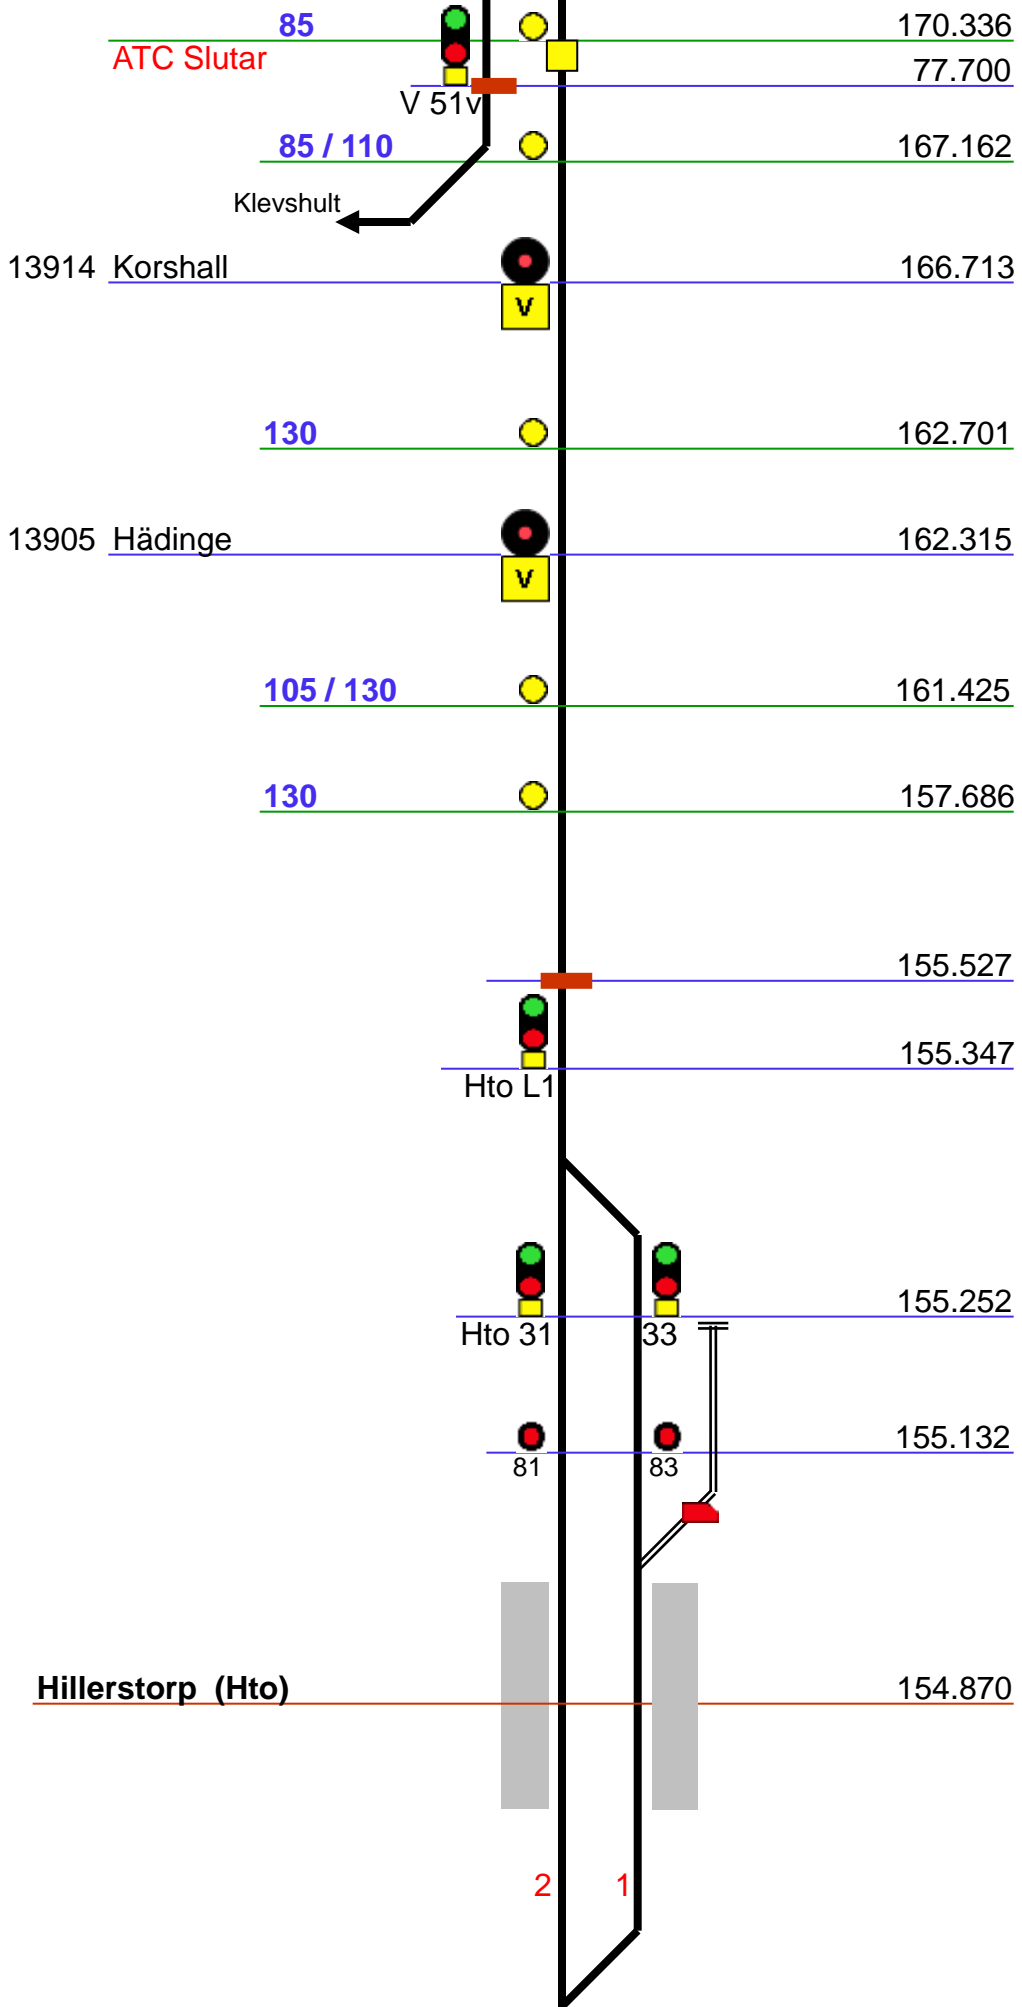 85 170.336
ATC Slutar
77.700
V 51v
85 / 110 167.162
Klevshult
13914 Korshall 166.713
V
130 162.701
13905 Hädinge 162.315
V
105 / 130 161.425
130 157.686
155.527
155.347
Hto L1
155.252
Hto 31 33
155.132
81 83
Hillerstorp (Hto) 154.870
2 1